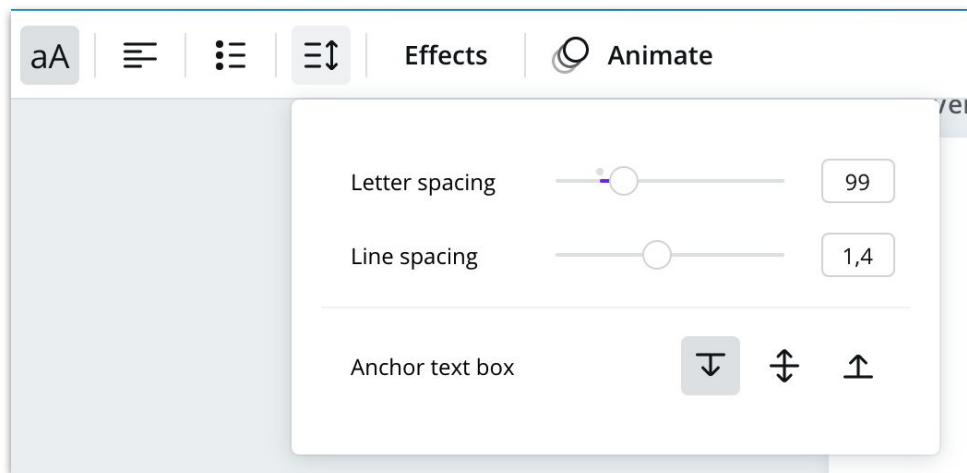 aA Effects Animate
Letter spacing 99
Line spacing 1,4
Anchor text box